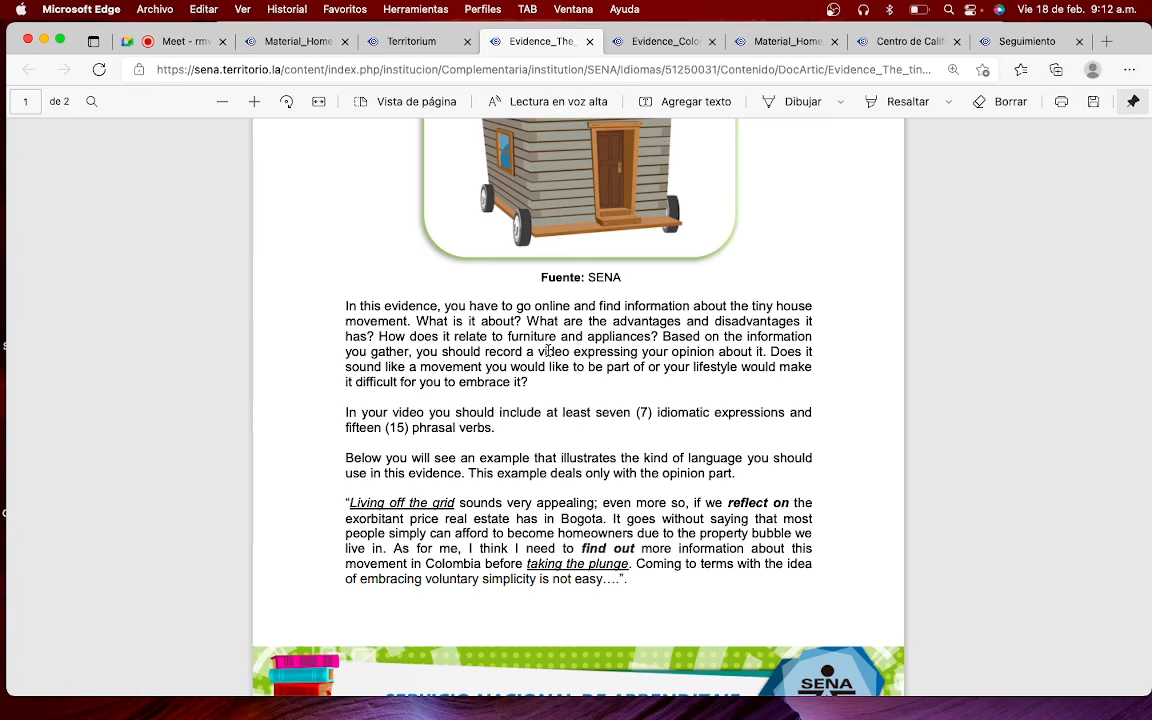 Microsoft Edge Archivo Editar Ver Historial Favoritos Herramientas Perfiles TAB Ventana Ayuda Vie 18 de feb. 9:12 a.m.
Meet - rmv Material_Home Territorium Evidence_The_ Evidence_Colo Material_Home Centro de Calif Seguimiento
https://sena.territorio.la/content/index.php/institucion/Complementaria/institution/SENA/Idiomas/51250031/Contenido/DocArtic/Evidence_The_tin...
1 de 2 Vista de página Lectura en voz alta Agregar texto Dibujar Resaltar Borrar
Fuente: SENA
In this evidence, you have to go online and find information about the tiny house
movement. What is it about? What are the advantages and disadvantages it
has? How does it relate to furniture and appliances? Based on the information
you gather, you should record a video expressing your opinion about it. Does it
sound like a movement you would like to be part of or your lifestyle would make
it difficult for you to embrace it?
In your video you should include at least seven (7) idiomatic expressions and
fifteen (15) phrasal verbs.
Below you will see an example that illustrates the kind of language you should
use in this evidence. This example deals only with the opinion part.
“Living off the grid sounds very appealing; even more so, if we reflect on the
exorbitant price real estate has in Bogota. It goes without saying that most
people simply can afford to become homeowners due to the property bubble we
live in. As for me, I think I need to find out more information about this
movement in Colombia before taking the plunge. Coming to terms with the idea
of embracing voluntary simplicity is not easy….”.
SENA
SERVICIO NACIONAL DE APRENDIZAJE